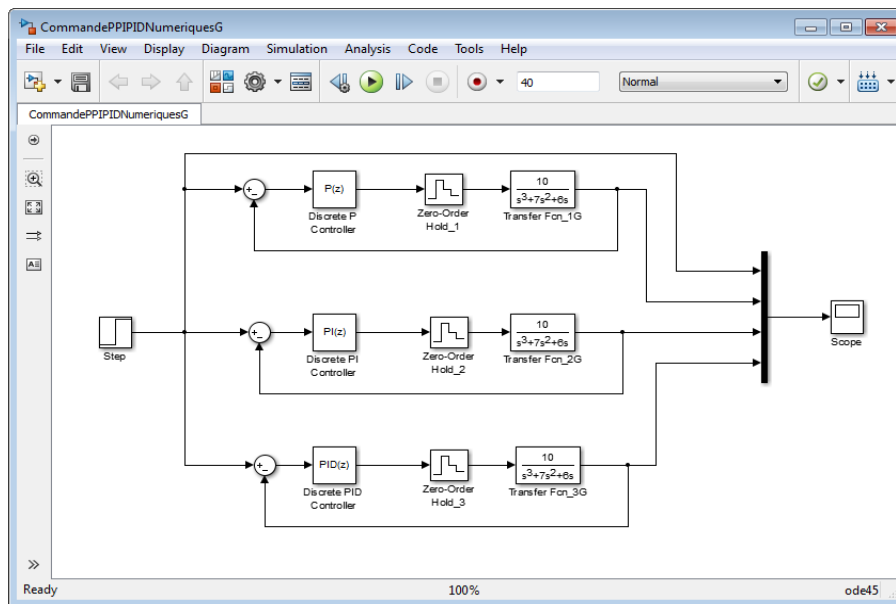 CommandePPIPIDNumeriquesG
File Edit View Display Diagram Simulation Analysis Code Tools Help
40 Normal
CommandePPIPIDNumeriquesG
+_
P(z)
Discrete P
Controller
Zero-Order
Hold_1
10
s³+7s²+6s
Transfer Fcn_1G
Step
+_
PI(z)
Discrete PI
Controller
Zero-Order
Hold_2
10
s³+7s²+6s
Transfer Fcn_2G
Scope
+_
PID(z)
Discrete PID
Controller
Zero-Order
Hold_3
10
s³+7s²+6s
Transfer Fcn_3G
Ready 100% ode45